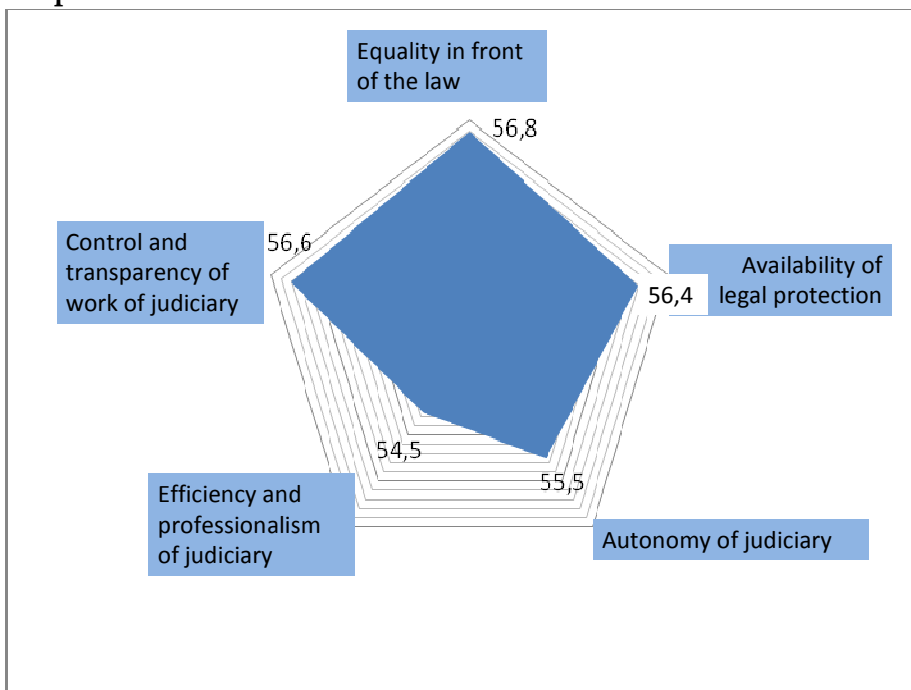 Equality in front
of the law
56,8
Control and
transparency of
work of judiciary
56,6
Availability of
legal protection
56,4
54,5
55,5
Efficiency and
professionalism
of judiciary
Autonomy of judiciary